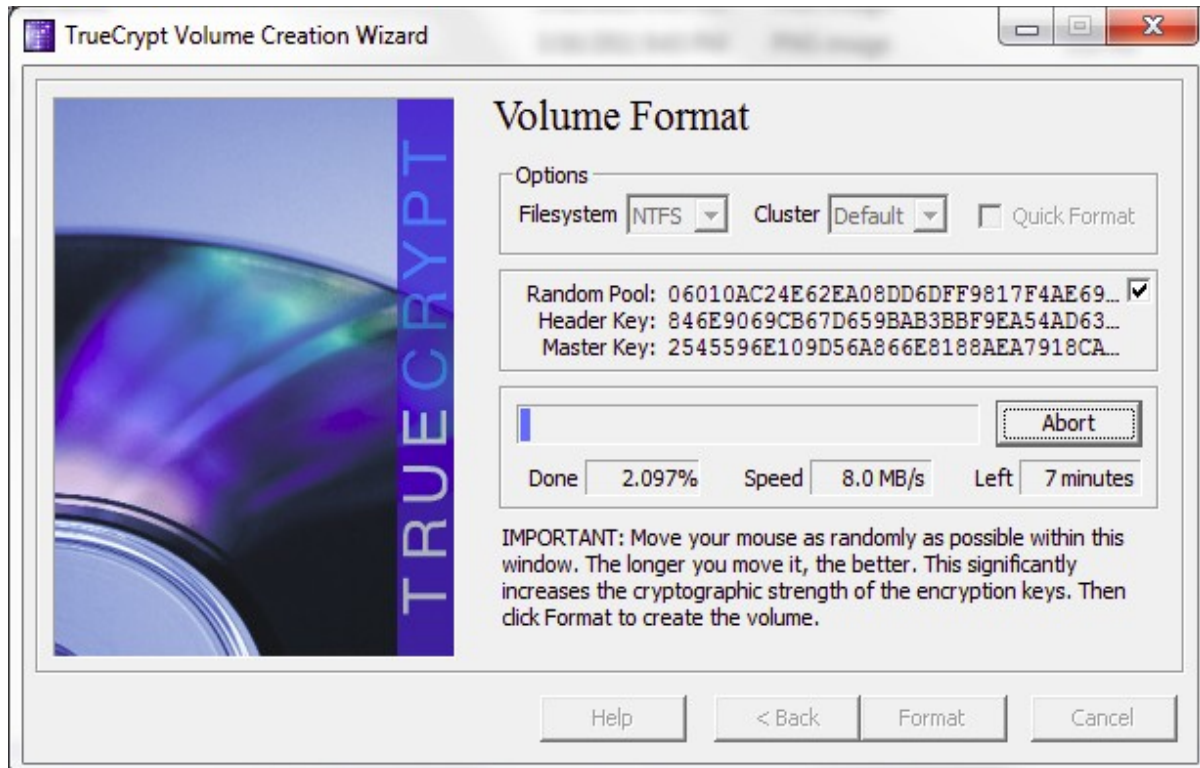 TrueCrypt Volume Creation Wizard
TRUECRYPT
Volume Format
Options
Filesystem NTFS Cluster Default Quick Format
Random Pool: 06010AC24E62EA08DD6DFF9817F4AE69...
Header Key: 846E9069CB67D659BAB3BBF9EA54AD63...
Master Key: 2545596E109D56A866E8188AEA7918CA...
Abort
Done 2.097% Speed 8.0 MB/s Left 7 minutes
IMPORTANT: Move your mouse as randomly as possible within this
window. The longer you move it, the better. This significantly
increases the cryptographic strength of the encryption keys. Then
click Format to create the volume.
Help < Back Format Cancel